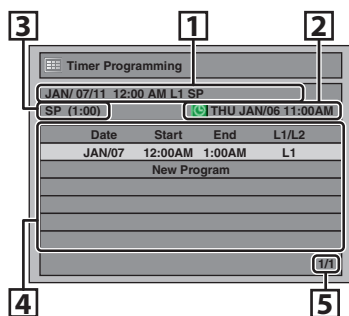 3 1 2
Timer Programming
JAN/ 07/11 12:00 AM L1 SP
SP (1:00) THU JAN/06 11:00AM
Date Start End L1/L2
JAN/07 12:00AM 1:00AM L1
New Program
1/1
4 5